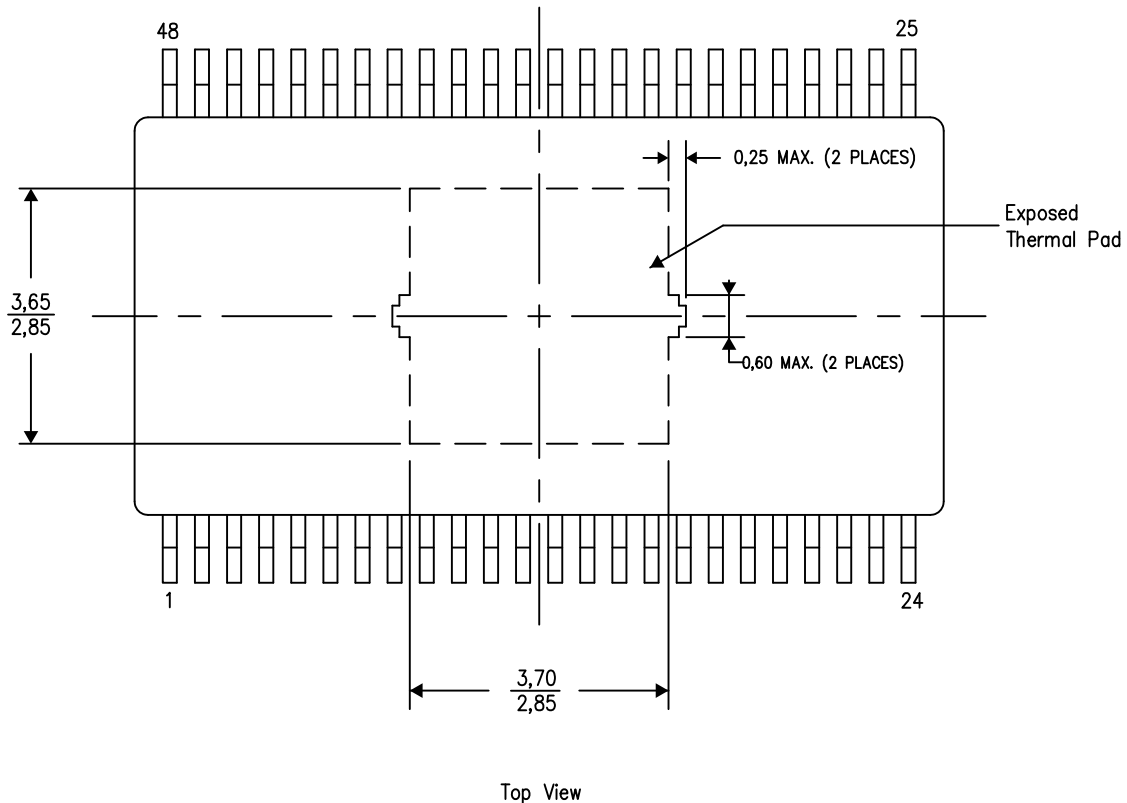 48
25
0,25 MAX. (2 PLACES)
Exposed
Thermal Pad
3,65
2,85
0,60 MAX. (2 PLACES)
1
24
3,70
2,85
Top View